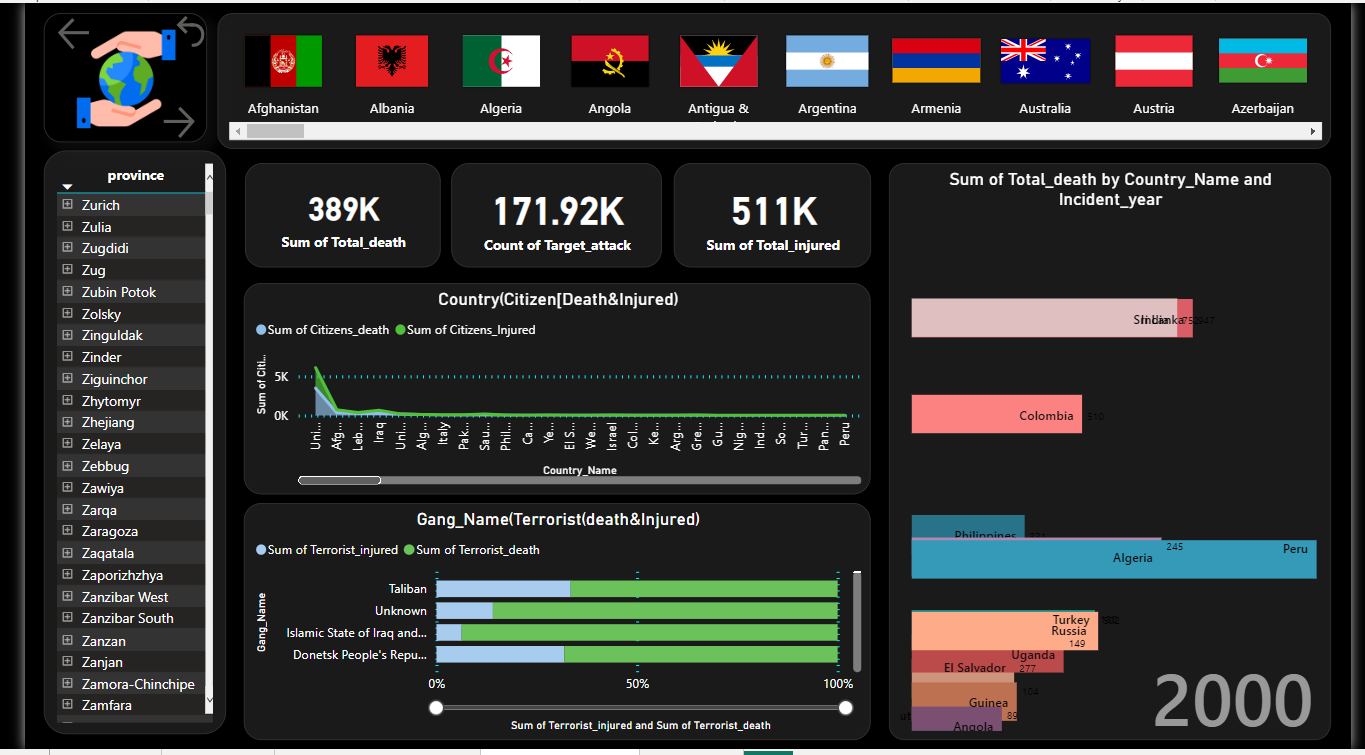 Afghanistan
Albania
Algeria
Angola
Antigua &
Argentina
Armenia
Australia
Austria
Azerbaijan
province
Zurich
Zulia
Zugdidi
Zug
Zubin Potok
Zolsky
Zinguldak
Zinder
Ziguinchor
Zhytomyr
Zhejiang
Zelaya
Zebbug
Zawiya
Zarqa
Zaragoza
Zaqatala
Zaporizhzhya
Zanzibar West
Zanzibar South
Zanzan
Zanjan
Zamora-Chinchipe
Zamfara
389K
Sum of Total_death
171.92K
Count of Target_attack
511K
Sum of Total_injured
Country(Citizen[Death&Injured)
Sum of Citizens_death
Sum of Citizens_Injured
Sum of Citi...
5K
0K
Uni...
Afg...
Leb...
Iraq
Uni...
Alg...
Italy
Pak...
Sau...
Phil...
Ca...
Ye...
El S...
We...
Israel
Col...
Ke...
Arg...
Gre...
Gu...
Nig...
Ind...
So...
Tur...
Pan...
Peru
Country_Name
Gang_Name(Terrorist(death&Injured)
Sum of Terrorist_injured
Sum of Terrorist_death
Gang_Name
Taliban
Unknown
Islamic State of Iraq and...
Donetsk People's Repu...
0%
50%
100%
Sum of Terrorist_injured and Sum of Terrorist_death
Sum of Total_death by Country_Name and
Incident_year
Colombia
510
Philippines
245
Peru
Algeria
Turkey
Russia
149
Uganda
El Salvador
277
104
Guinea
Angola
2000